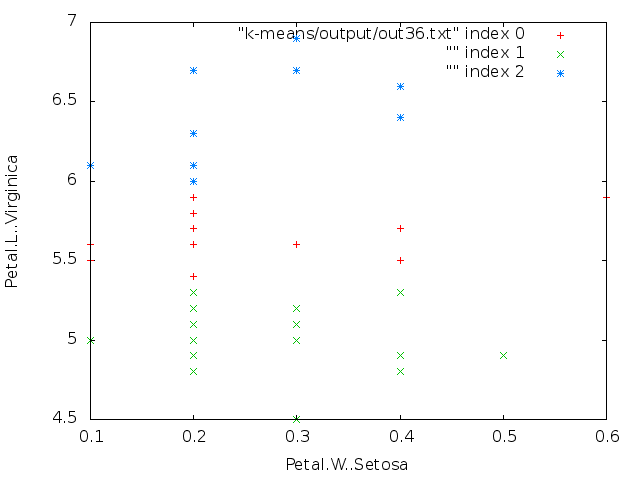 "k-means/output/out36.txt" index 0
"" index 1
"" index 2
7
6.5
6
5.5
5
4.5
Petal.L..Virginica
0.1 0.2 0.3 0.4 0.5 0.6
Petal.W..Setosa